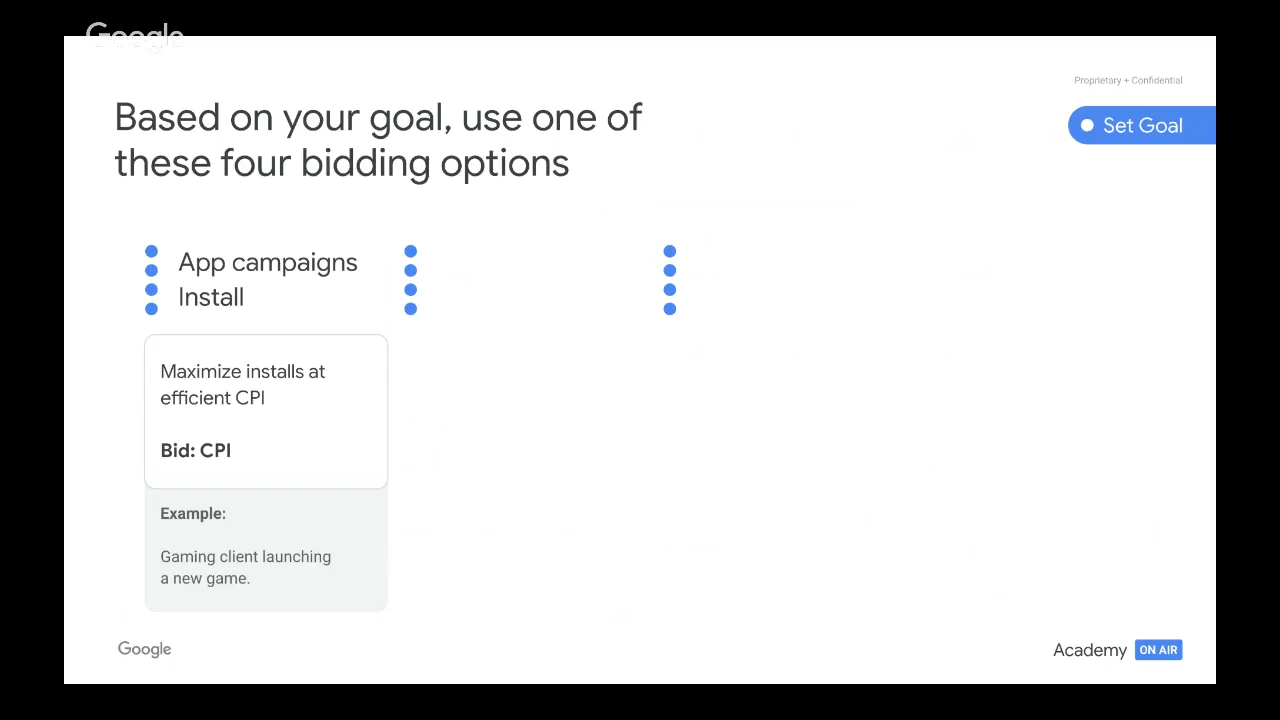 Google
Proprietary + Confidential
Based on your goal, use one of
these four bidding options
Set Goal
App campaigns
Install
Maximize installs at
efficient CPI
Bid: CPI
Example:
Gaming client launching
a new game.
Google
Academy ON AIR